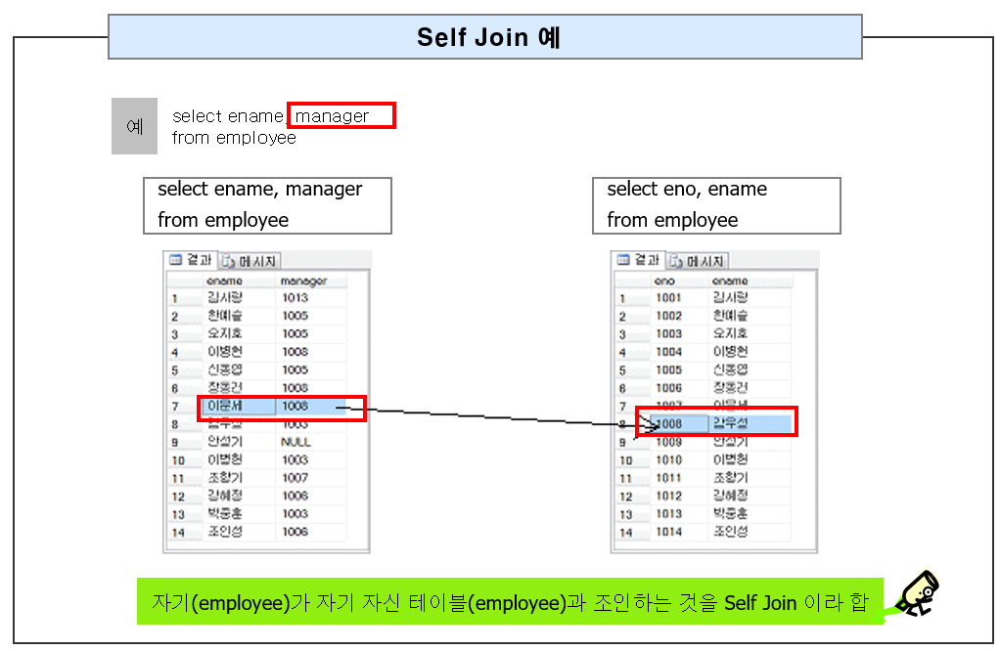 Self Join 예
예
select ename, manager
from employee
select ename, manager
from employee
select eno, ename
from employee
결과 메시지
ename manager
1 김사랑 1013
2 한예슬 1005
3 오지호 1005
4 이병헌 1008
5 신동엽 1005
6 장동건 1008
7 이문세 1008
8 감우성 1003
9 안성기 NULL
10 이병헌 1003
11 조향기 1007
12 강혜정 1006
13 박중훈 1003
14 조인성 1006
결과 메시지
eno ename
1 1001 김사랑
2 1002 한예슬
3 1003 오지호
4 1004 이병헌
5 1005 신동엽
6 1006 장동건
7 1007 이문세
8 1008 감우성
9 1009 안성기
10 1010 이병헌
11 1011 조향기
12 1012 강혜정
13 1013 박중훈
14 1014 조인성
자기(employee)가 자기 자신 테이블(employee)과 조인하는 것을 Self Join 이라 합